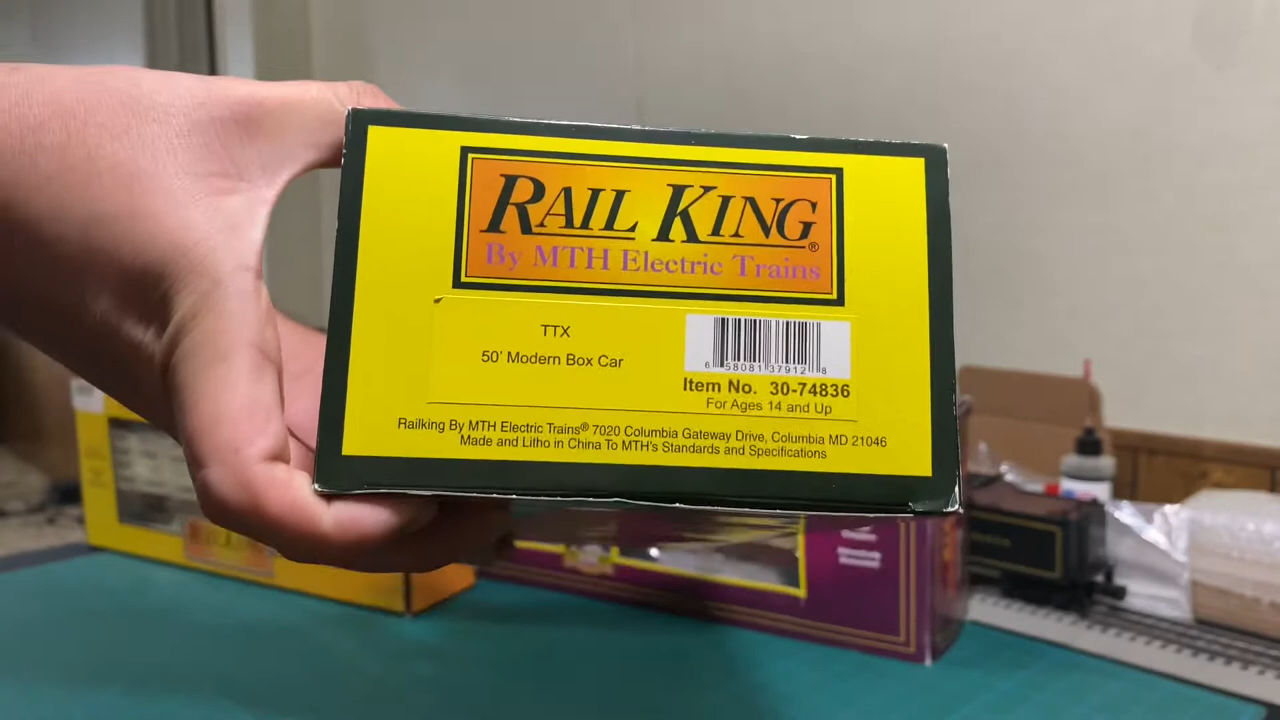 RAIL KING®
By MTH Electric Trains
TTX
50' Modern Box Car
6 58081 37912 8
Item No. 30-74836
For Ages 14 and Up
Railking By MTH Electric Trains® 7020 Columbia Gateway Drive, Columbia MD 21046
Made and Litho in China To MTH's Standards and Specifications